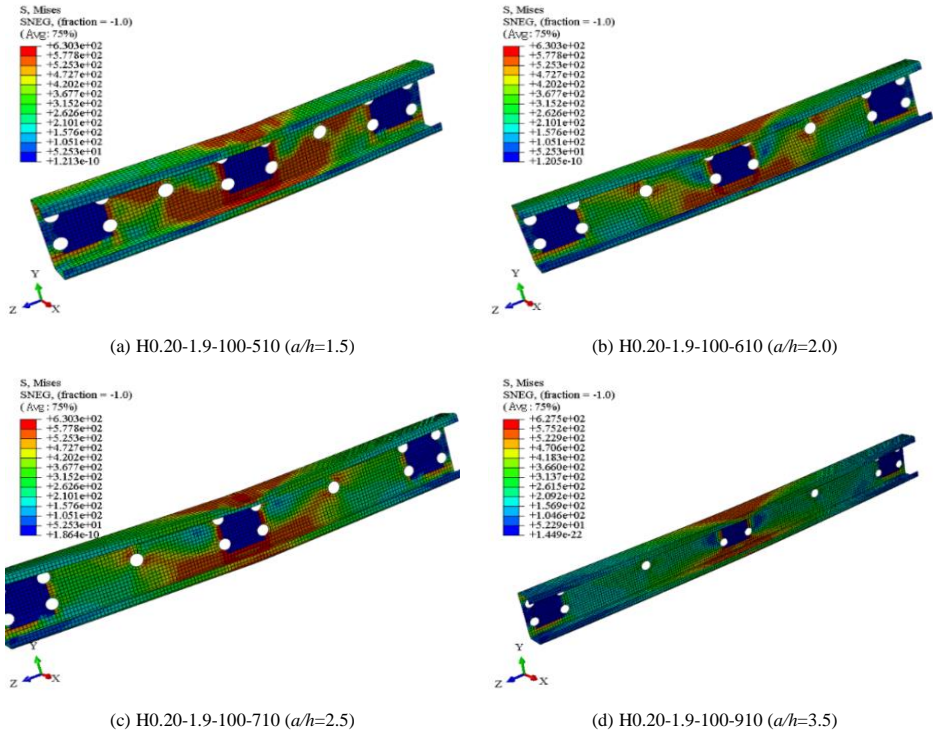 S, Mises
SNEG, (fraction = -1.0)
(Avg: 75%)
+6.303e+02
+5.778e+02
+5.253e+02
+4.727e+02
+4.202e+02
+3.677e+02
+3.152e+02
+2.626e+02
+2.101e+02
+1.576e+02
+1.051e+02
+5.253e+01
+1.213e-10
Y
Z
X
(a) H0.20-1.9-100-510 (a/h=1.5)
S, Mises
SNEG, (fraction = -1.0)
(Avg: 75%)
+6.303e+02
+5.778e+02
+5.253e+02
+4.727e+02
+4.202e+02
+3.677e+02
+3.152e+02
+2.626e+02
+2.101e+02
+1.576e+02
+1.051e+02
+5.253e+01
+1.205e-10
Y
Z
X
(b) H0.20-1.9-100-610 (a/h=2.0)
S, Mises
SNEG, (fraction = -1.0)
(Avg: 75%)
+6.303e+02
+5.778e+02
+5.253e+02
+4.727e+02
+4.202e+02
+3.677e+02
+3.152e+02
+2.626e+02
+2.101e+02
+1.576e+02
+1.051e+02
+5.253e+01
+1.864e-10
Y
Z
X
(c) H0.20-1.9-100-710 (a/h=2.5)
S, Mises
SNEG, (fraction = -1.0)
(Avg: 75%)
+6.275e+02
+5.752e+02
+5.229e+02
+4.706e+02
+4.183e+02
+3.660e+02
+3.137e+02
+2.615e+02
+2.092e+02
+1.569e+02
+1.046e+02
+5.229e+01
+1.449e-22
Y
Z
X
(d) H0.20-1.9-100-910 (a/h=3.5)